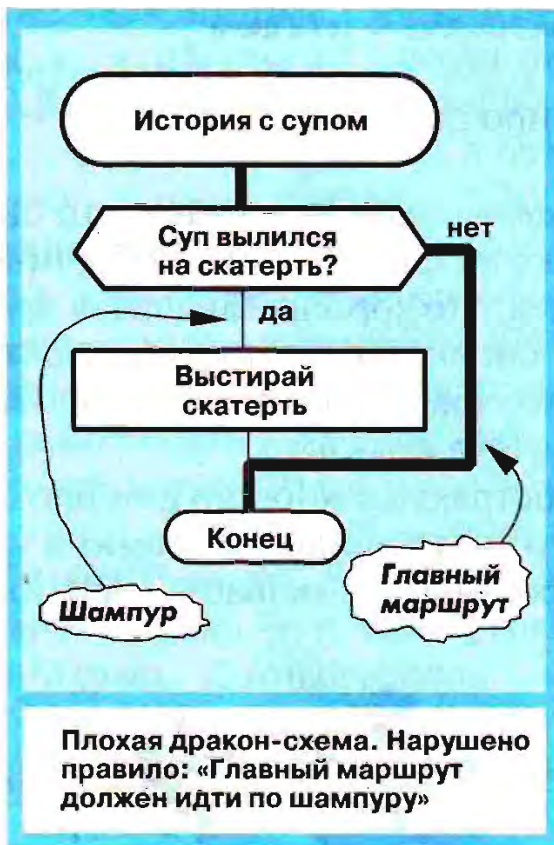 История с супом
Суп вылился
на скатерть?
нет
да
Выстирай
скатерть
Конец
Шампур
Главный
маршрут
Плохая дракон-схема. Нарушено
правило: «Главный маршрут
должен идти по шампуру»